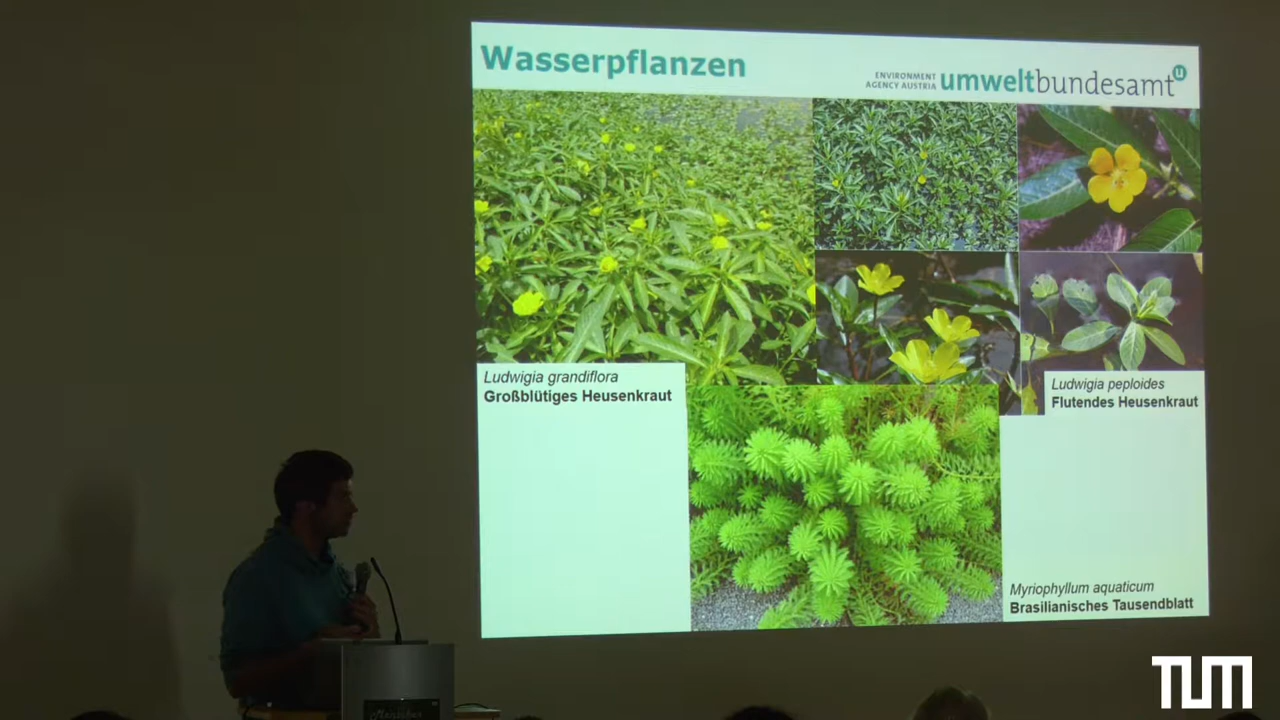 Wasserpflanzen
ENVIRONMENT
AGENCY AUSTRIA
umweltbundesamt
u
Ludwigia grandiflora
Großblütiges Heusenkraut
Ludwigia peploides
Flutendes Heusenkraut
Myriophyllum aquaticum
Brasilianisches Tausendblatt
TUM